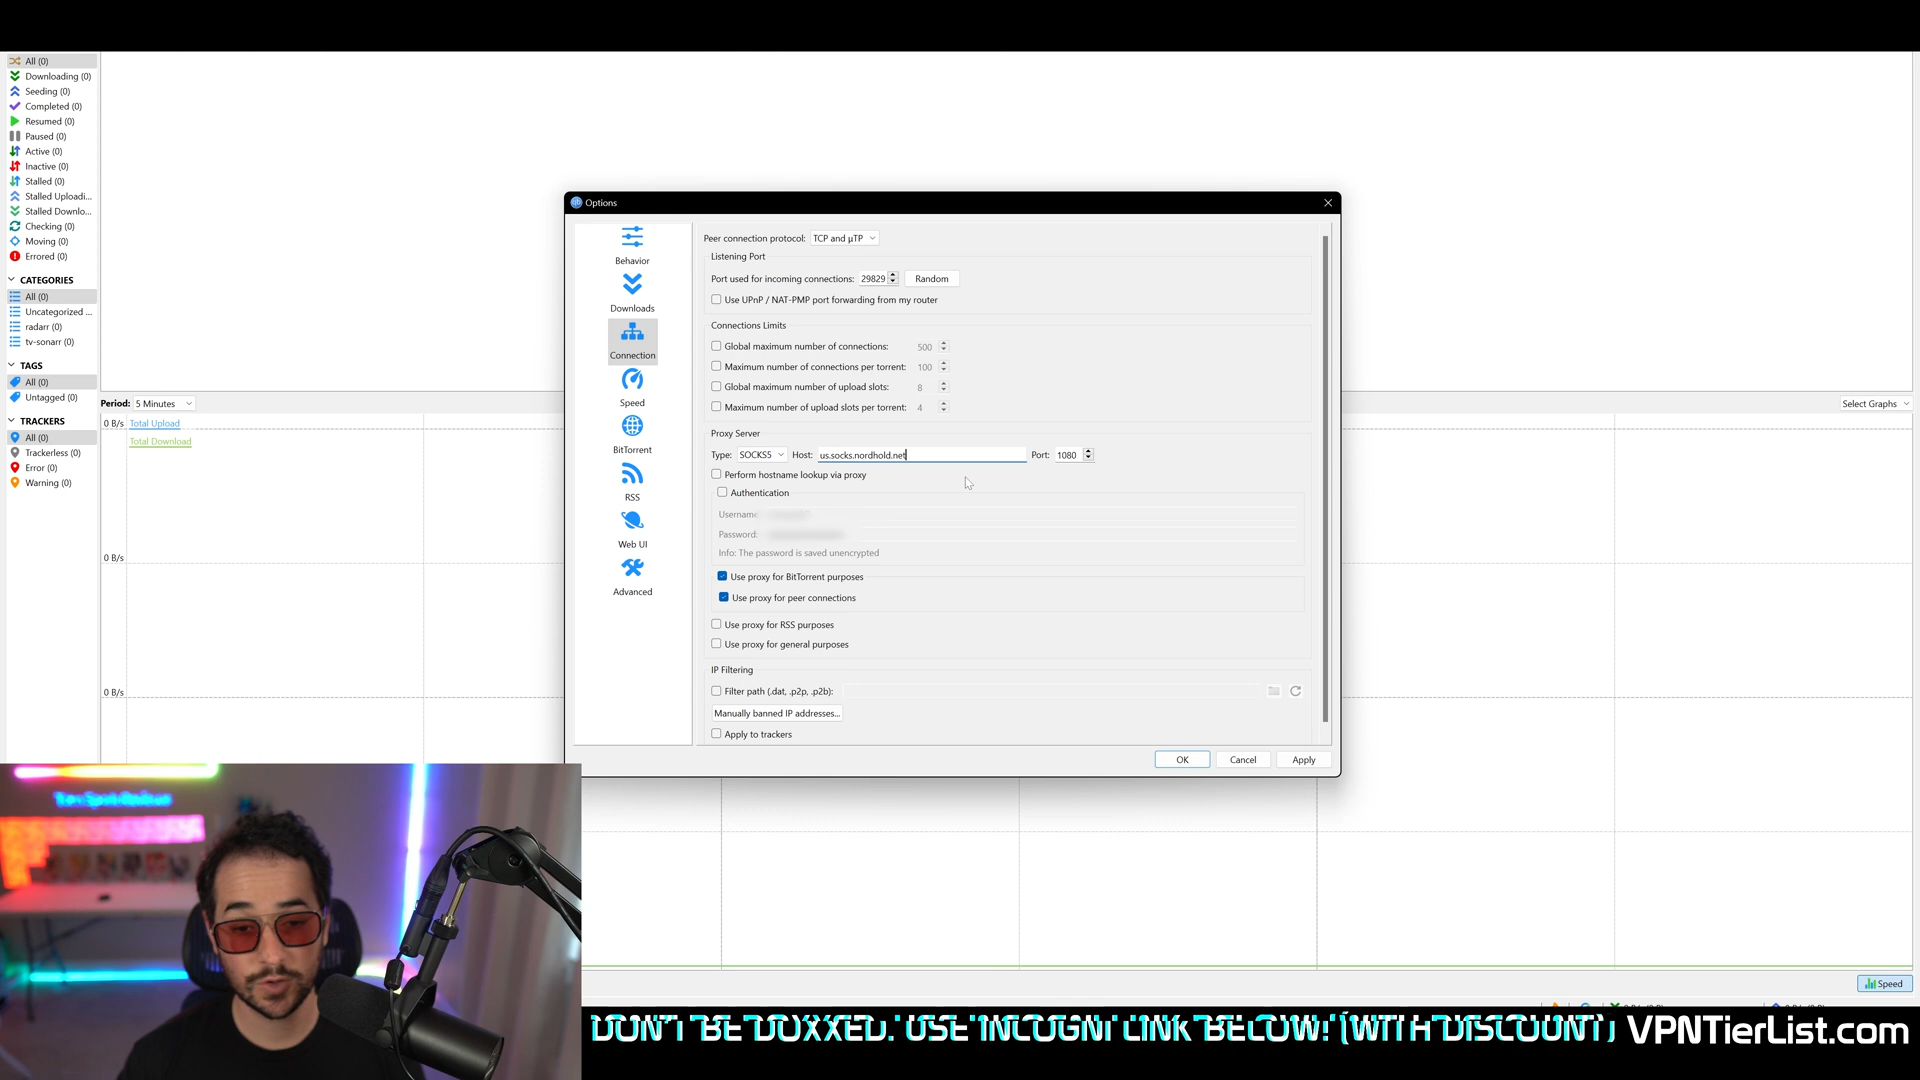 All (0)
Downloading (0)
Seeding (0)
Completed (0)
Resumed (0)
Paused (0)
Active (0)
Inactive (0)
Stalled (0)
Stalled Uploadi...
Stalled Downlo...
Checking (0)
Moving (0)
Errored (0)
CATEGORIES
All (0)
Uncategorized ...
radarr (0)
tv-sonarr (0)
TAGS
All (0)
Untagged (0)
TRACKERS
All (0)
Trackerless (0)
Error (0)
Warning (0)
Period: 5 Minutes
Select Graphs
0 B/s Total Upload
Total Download
0 B/s
0 B/s
Options
Behavior
Downloads
Connection
Speed
BitTorrent
RSS
Web UI
Advanced
Peer connection protocol: TCP and μTP
Listening Port
Port used for incoming connections: 29829 Random
Use UPnP / NAT-PMP port forwarding from my router
Connections Limits
Global maximum number of connections: 500
Maximum number of connections per torrent: 100
Global maximum number of upload slots: 8
Maximum number of upload slots per torrent: 4
Proxy Server
Type: SOCKS5 Host: us.socks.nordhold.net Port: 1080
Perform hostname lookup via proxy
Authentication
Username
Password:
Info: The password is saved unencrypted
Use proxy for BitTorrent purposes
Use proxy for peer connections
Use proxy for RSS purposes
Use proxy for general purposes
IP Filtering
Filter path (.dat, .p2p, .p2b):
Manually banned IP addresses...
Apply to trackers
OK Cancel Apply
Speed
DON'T BE DOXXED. USE INCOGNI LINK BELOW! (WITH DISCOUNT) VPNTierList.com